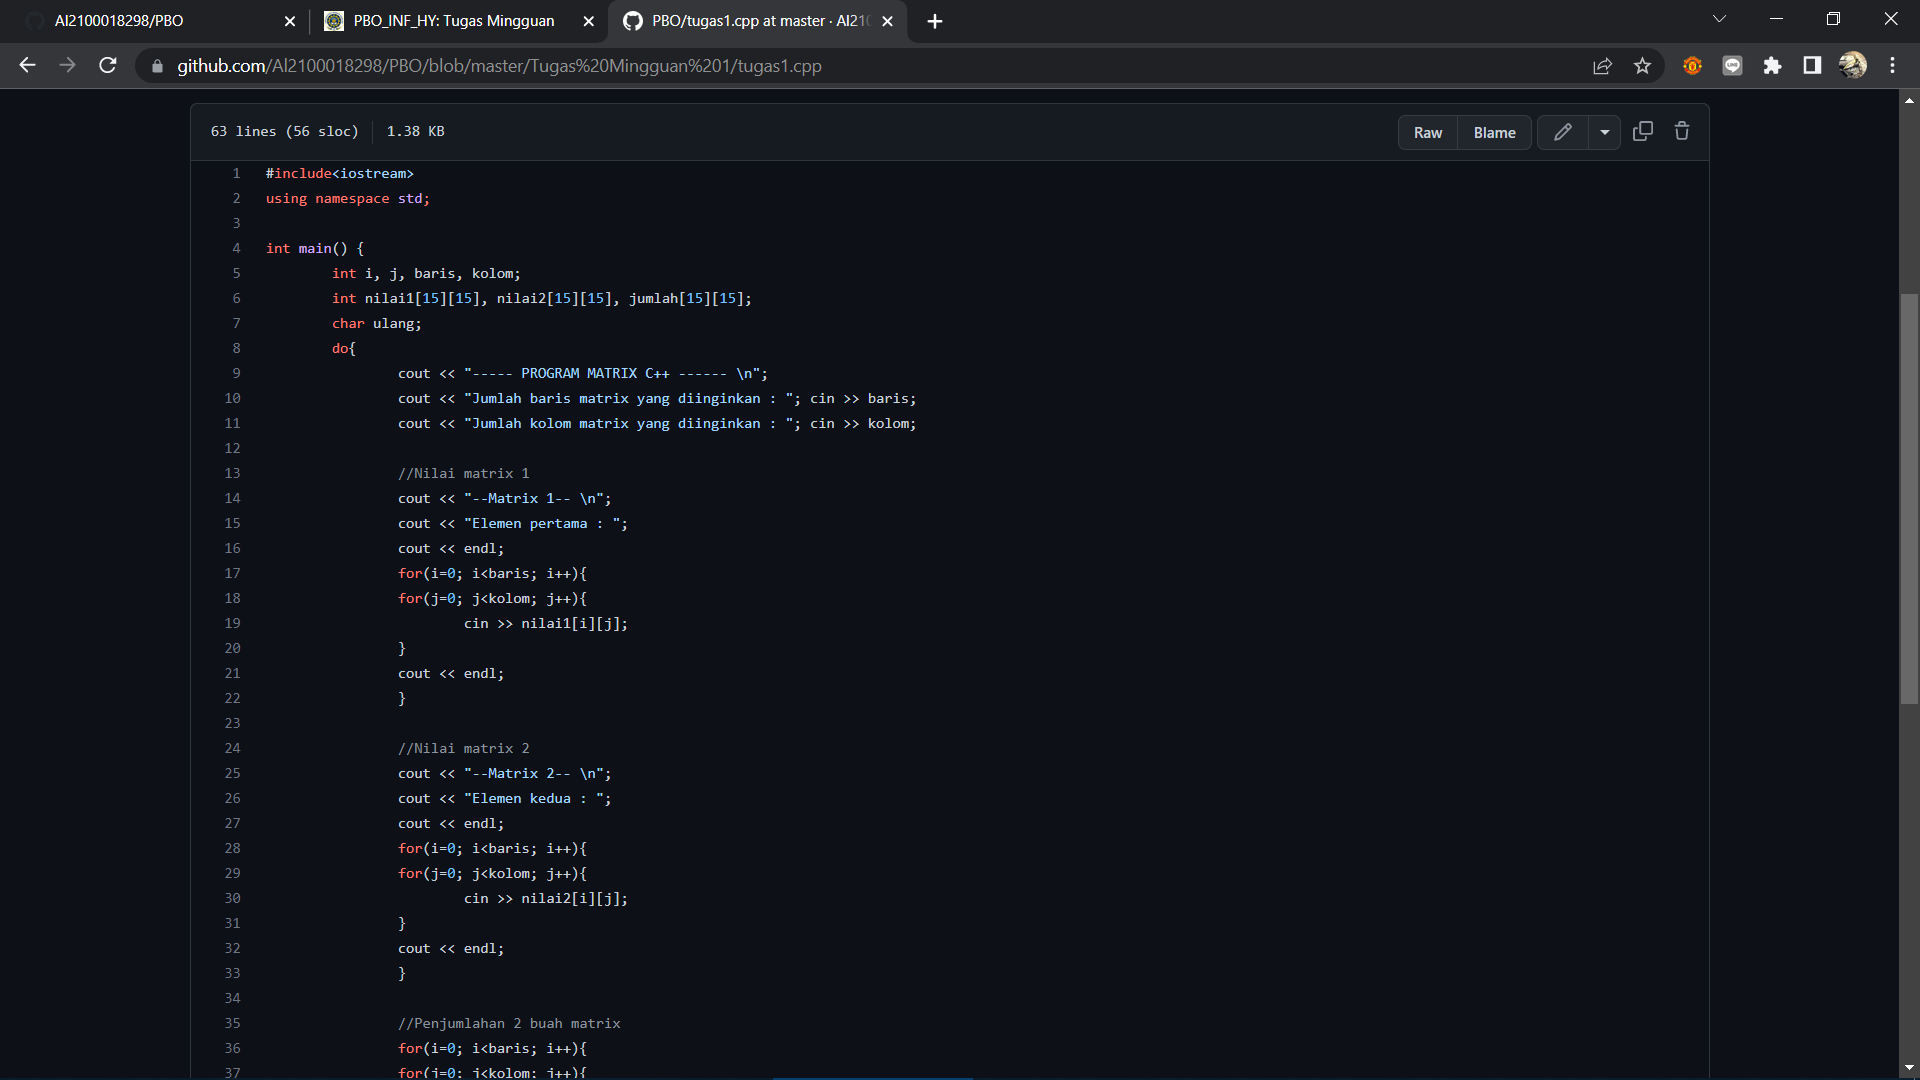 Al2100018298/PBO
PBO_INF_HY: Tugas Mingguan
PBO/tugas1.cpp at master · Al210
github.com/Al2100018298/PBO/blob/master/Tugas%20Mingguan%201/tugas1.cpp
63 lines (56 sloc) 1.38 KB
Raw Blame
1 #include<iostream>
2 using namespace std;
3
4 int main() {
5 int i, j, baris, kolom;
6 int nilai1[15][15], nilai2[15][15], jumlah[15][15];
7 char ulang;
8 do{
9 cout << "----- PROGRAM MATRIX C++ ------ \n";
10 cout << "Jumlah baris matrix yang diinginkan : "; cin >> baris;
11 cout << "Jumlah kolom matrix yang diinginkan : "; cin >> kolom;
12
13 //Nilai matrix 1
14 cout << "--Matrix 1-- \n";
15 cout << "Elemen pertama : ";
16 cout << endl;
17 for(i=0; i<baris; i++){
18 for(j=0; j<kolom; j++){
19 cin >> nilai1[i][j];
20 }
21 cout << endl;
22 }
23
24 //Nilai matrix 2
25 cout << "--Matrix 2-- \n";
26 cout << "Elemen kedua : ";
27 cout << endl;
28 for(i=0; i<baris; i++){
29 for(j=0; j<kolom; j++){
30 cin >> nilai2[i][j];
31 }
32 cout << endl;
33 }
34
35 //Penjumlahan 2 buah matrix
36 for(i=0; i<baris; i++){
37 for(j=0; j<kolom; j++){